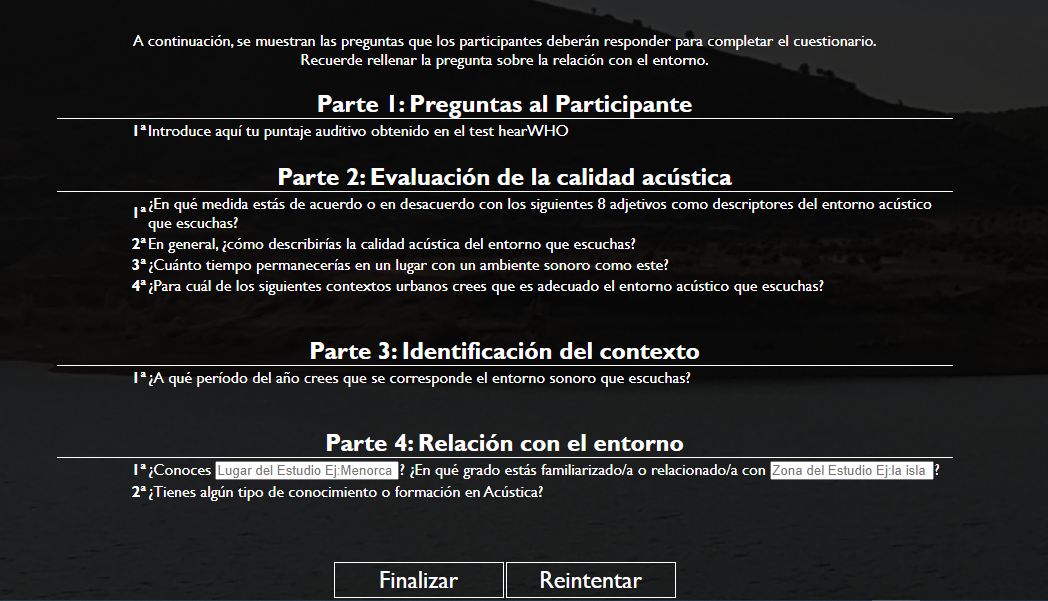 A continuación, se muestran las preguntas que los participantes deberán responder para completar el cuestionario.
Recuerde rellenar la pregunta sobre la relación con el entorno.
Parte 1: Preguntas al Participante
1ª Introduce aquí tu puntaje auditivo obtenido en el test hearWHO
Parte 2: Evaluación de la calidad acústica
1ª ¿En qué medida estás de acuerdo o en desacuerdo con los siguientes 8 adjetivos como descriptores del entorno acústico
que escuchas?
2ª En general, ¿cómo describirías la calidad acústica del entorno que escuchas?
3ª ¿Cuánto tiempo permanecerías en un lugar con un ambiente sonoro como este?
4ª ¿Para cuál de los siguientes contextos urbanos crees que es adecuado el entorno acústico que escuchas?
Parte 3: Identificación del contexto
1ª ¿A qué período del año crees que se corresponde el entorno sonoro que escuchas?
Parte 4: Relación con el entorno
1ª ¿Conoces Lugar del Estudio Ej:Menorca ? ¿En qué grado estás familiarizado/a o relacionado/a con Zona del Estudio Ej:la isla ?
2ª ¿Tienes algún tipo de conocimiento o formación en Acústica?
Finalizar Reintentar